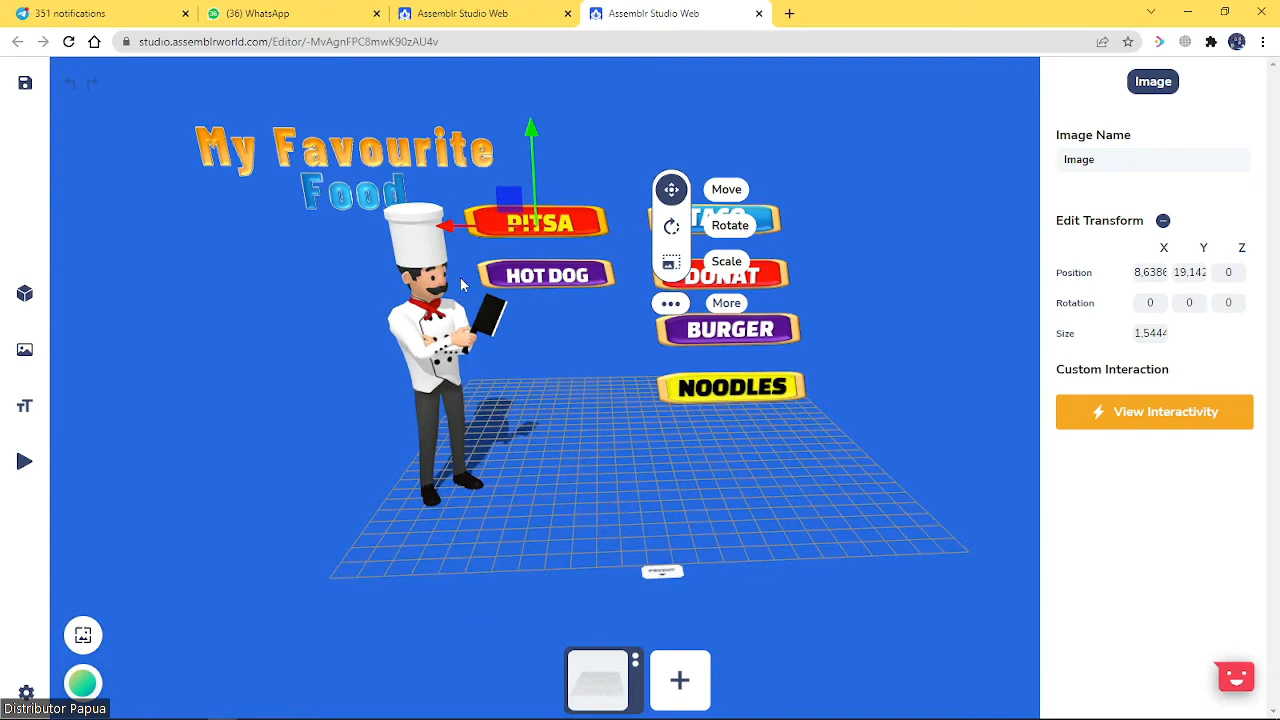 351 notifications
(36) WhatsApp
Assemblr Studio Web
Assemblr Studio Web
studio.assemblrworld.com/Editor/-MvAgnFPC8mwK90zAU4v
My Favourite
Food
PITSA
HOT DOG
TACO
DONAT
BURGER
NOODLES
Move
Rotate
Scale
More
Image
Image Name
Image
Edit Transform
X Y Z
Position 8.6386 19.142 0
Rotation 0 0 0
Size 1.5444
Custom Interaction
View Interactivity
Distributor Papua